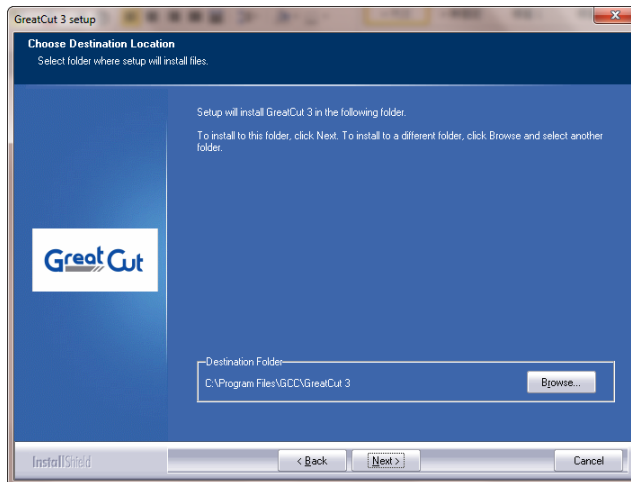 GreatCut 3 setup
Choose Destination Location
Select folder where setup will install files.
Setup will install GreatCut 3 in the following folder.
To install to this folder, click Next. To install to a different folder, click Browse and select another
folder.
Great Cut
Destination Folder
C:\Program Files\GCC\GreatCut 3
Browse...
InstallShield
< Back
Next >
Cancel